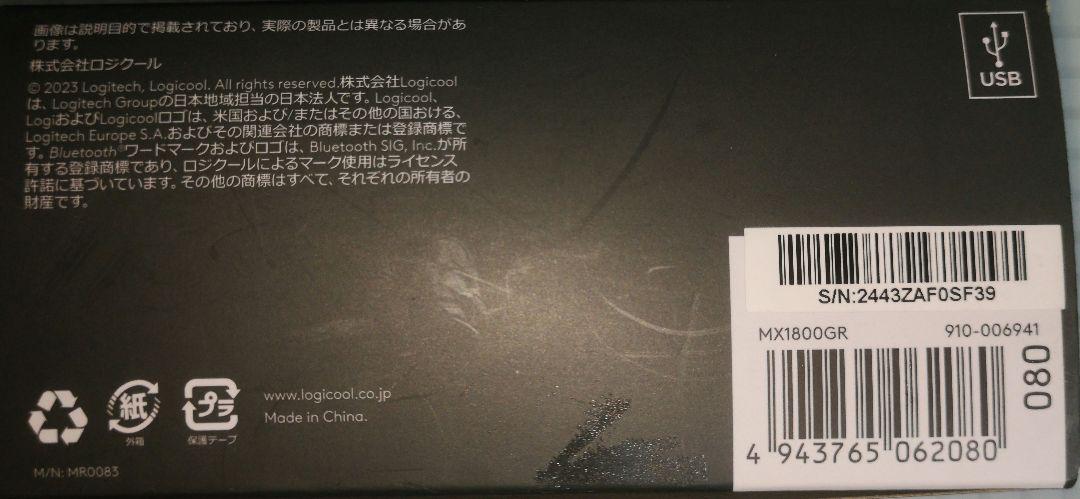 画像は説明目的で掲載されており、実際の製品とは異なる場合があ
ります。
株式会社ロジクール
© 2023 Logitech, Logicool. All rights reserved.株式会社Logicool
は、Logitech Groupの日本地域担当の日本法人です。Logicool、
LogiおよびLogicoolロゴは、米国および/またはその他の国おける、
Logitech Europe S.A.およびその関連会社の商標または登録商標で
す。Bluetooth®ワードマークおよびロゴは、Bluetooth SIG, Inc.が所
有する登録商標であり、ロジクールによるマーク使用はライセンス
許諾に基づいています。その他の商標はすべて、それぞれの所有者の
財産です。
USB
S/N:2443ZAF0SF39
MX1800GR 910-006941
080
4 943765 062080
紙
外箱
プラ
保護テープ
www.logicool.co.jp
Made in China.
M/N: MR0083